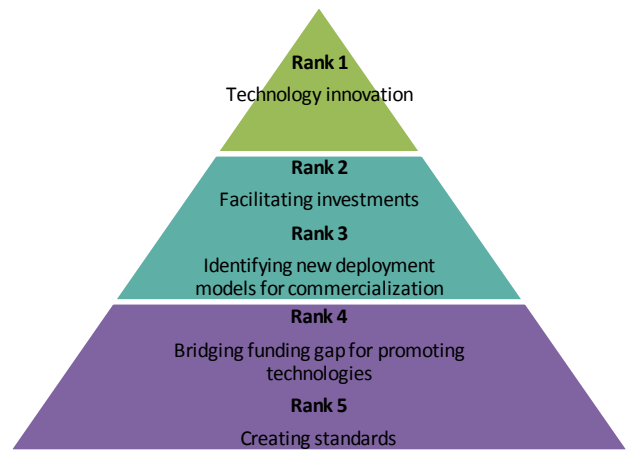 Rank 1
Technology innovation
Rank 2
Facilitating investments
Rank 3
Identifying new deployment
models for commercialization
Rank 4
Bridging funding gap for promoting
technologies
Rank 5
Creating standards